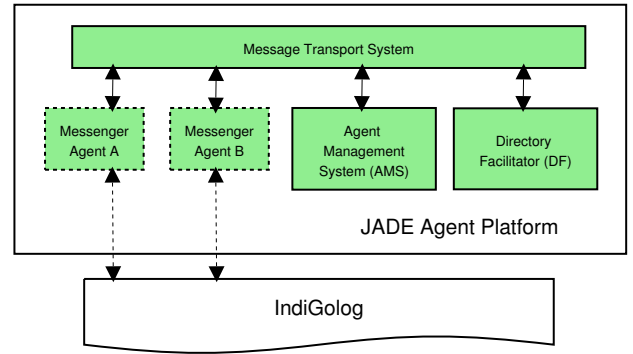 Message Transport System
Messenger
Agent A
Messenger
Agent B
Agent
Management
System (AMS)
Directory
Facilitator (DF)
JADE Agent Platform
IndiGolog